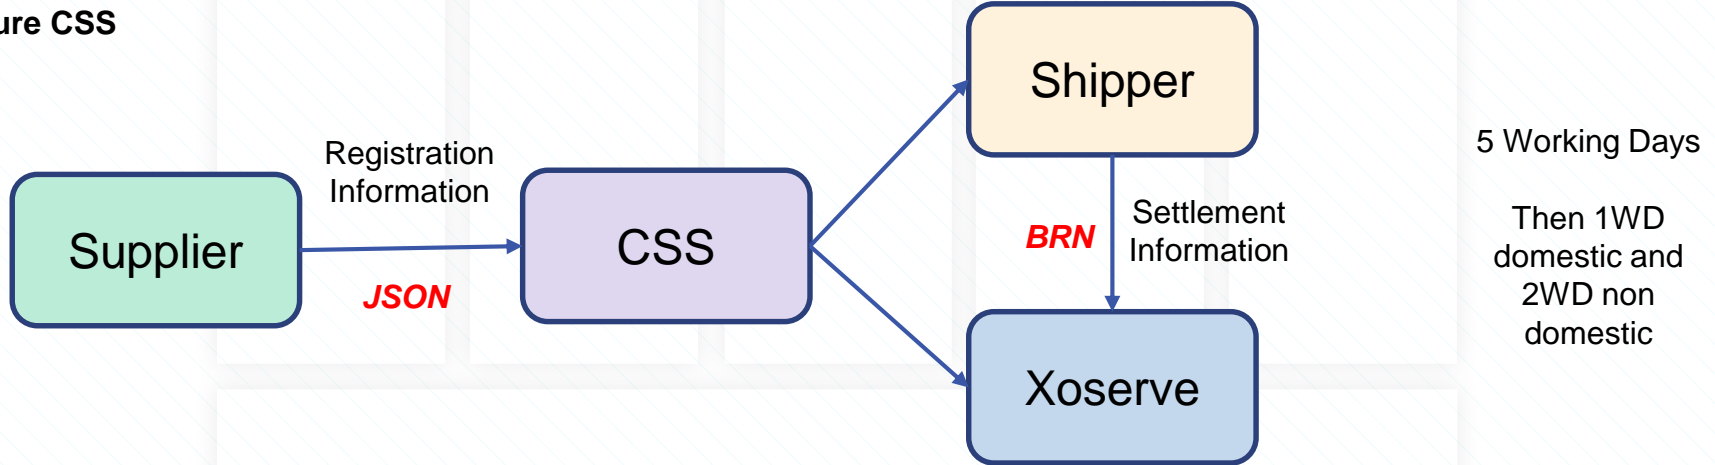 ure CSS
Shipper
Registration
Information
5 Working Days
Supplier
CSS
BRN
Settlement
Information
Then 1WD
domestic and
2WD non
domestic
JSON
Xoserve